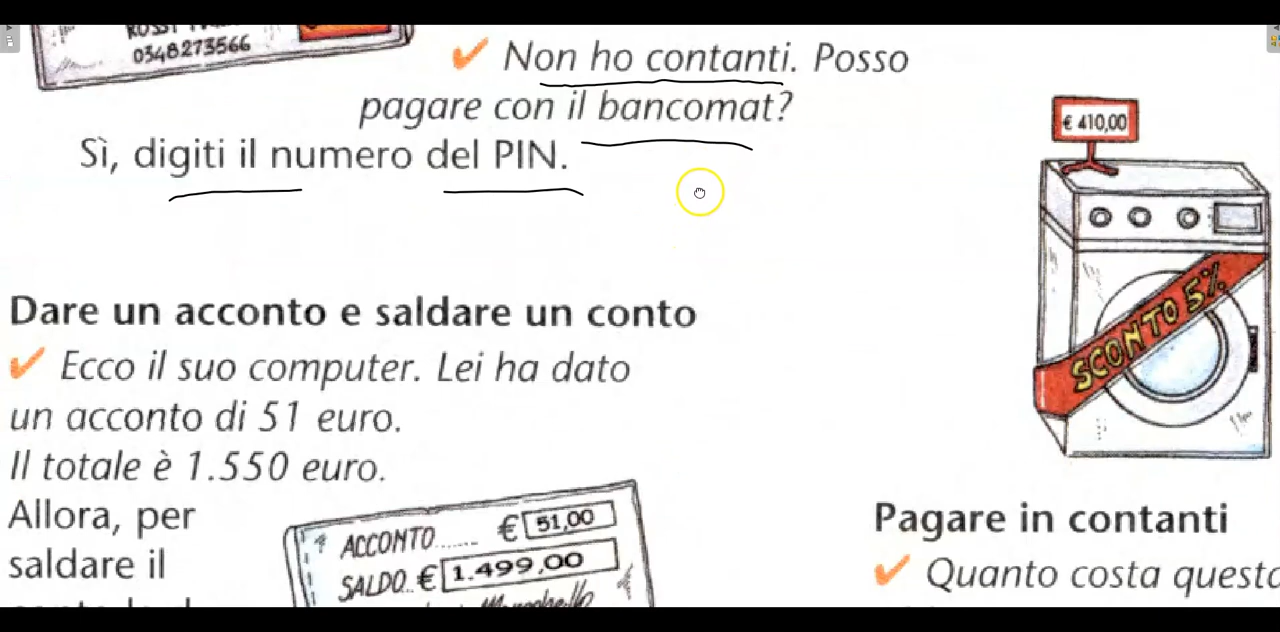 0348273566
✔ Non ho contanti. Posso
pagare con il bancomat?
Sì, digiti il numero del PIN.
€ 410,00
SCONTO 5%
Dare un acconto e saldare un conto
✔ Ecco il suo computer. Lei ha dato
un acconto di 51 euro.
Il totale è 1.550 euro.
Allora, per
saldare il
ACCONTO....... € 51,00
SALDO.. € 1.499,00
Pagare in contanti
✔ Quanto costa questa